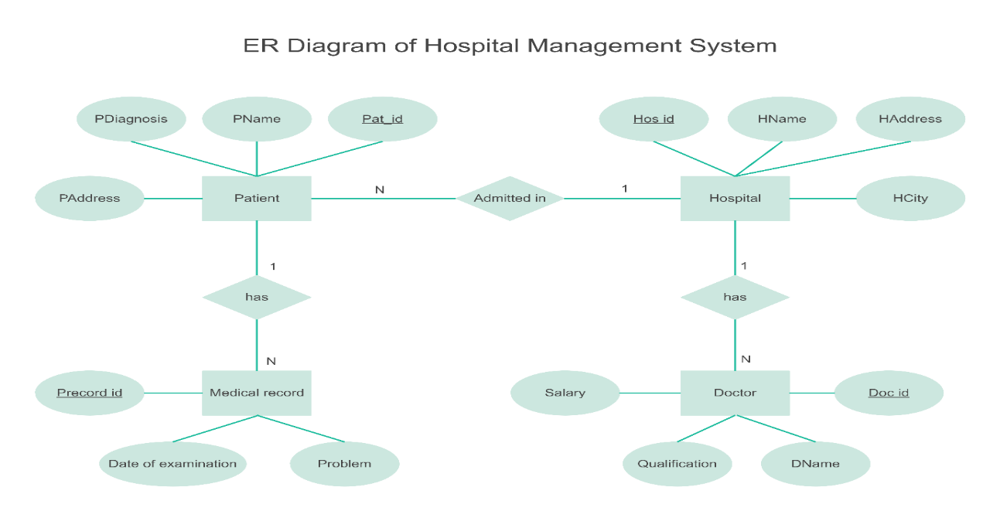 ER Diagram of Hospital Management System
PDiagnosis
PName
Pat_id
Hos id
HName
HAddress
PAddress
Patient
N
Admitted in
1
Hospital
HCity
1
1
has
has
N
N
Precord id
Medical record
Salary
Doctor
Doc id
Date of examination
Problem
Qualification
DName